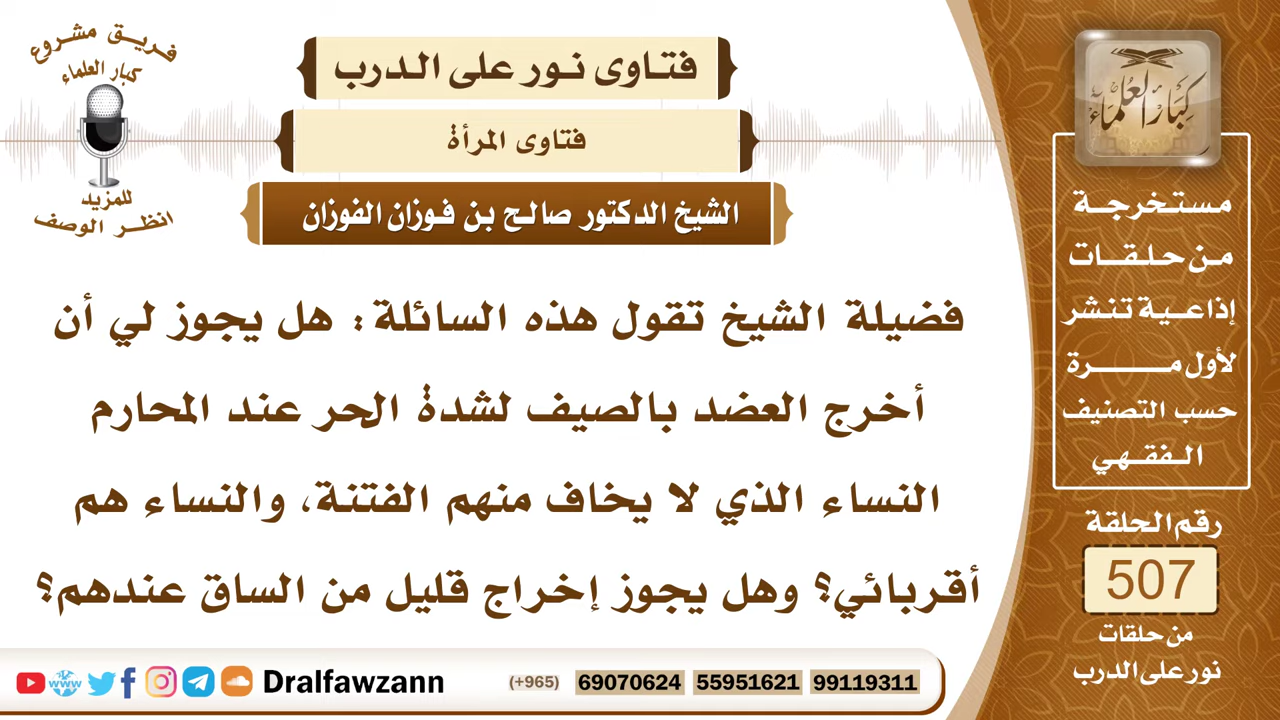 فريق مشروع
كبار العلماء
للمزيد
انظر الوصف
فتاوى نور على الدرب
فتاوى المرأة
الشيخ الدكتور صالح بن فوزان الفوزان
فضيلة الشيخ تقول هذه السائلة: هل يجوز لي أن
أخرج العضد بالصيف لشدة الحر عند المحارم
النساء الذي لا يخاف منهم الفتنة، والنساء هم
أقربائي؟ وهل يجوز إخراج قليل من الساق عندهم؟
كبار العلماء
مستخرجة
من حلقات
إذاعية تنشر
لأول مرة
حسب التصنيف
الفقهي
رقم الحلقة
507
من حلقات
نور على الدرب
www
Dralfawzann
(+965) 69070624 55951621 99119311